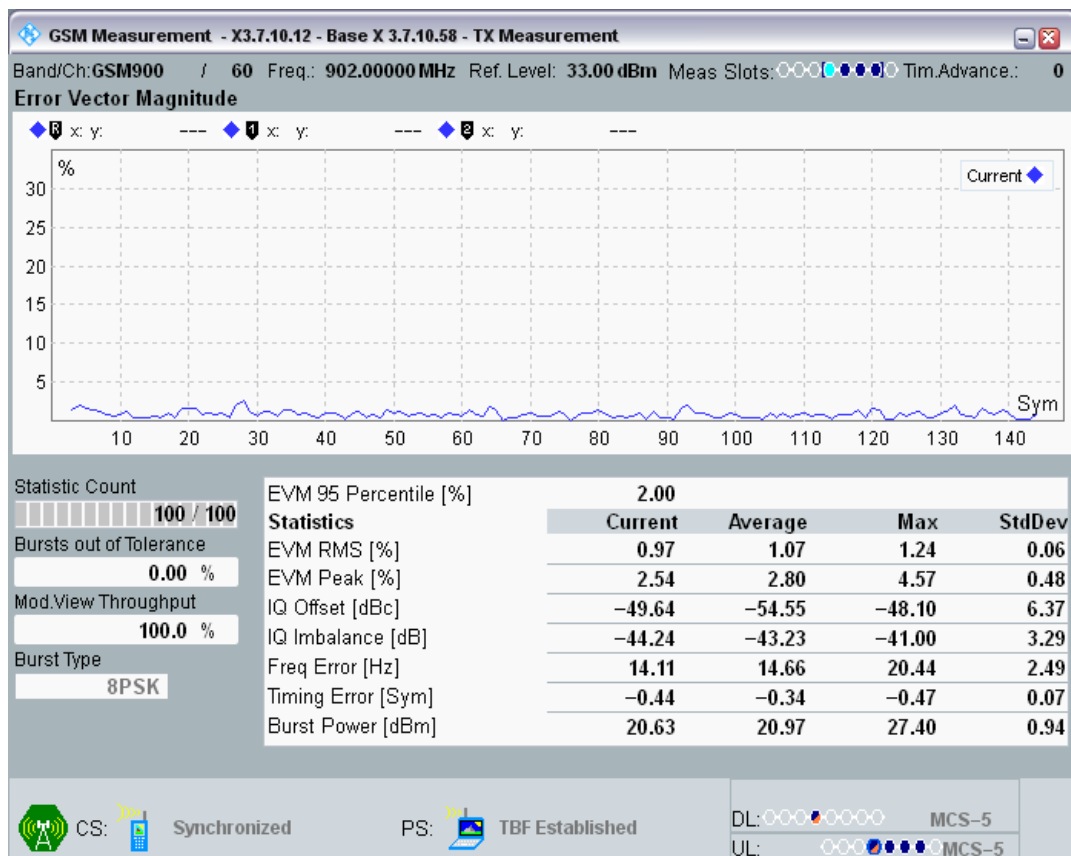 GSM Measurement - X3.7.10.12 - Base X 3.7.10.58 - TX Measurement
Band/Ch:GSM900 / 60 Freq.: 902.00000 MHz Ref. Level: 33.00 dBm Meas Slots: Tim.Advance.: 0
Error Vector Magnitude
R x: y: --- 1 x: y: --- 2 x: y: ---
%
Current
30
25
20
15
10
5
Sym
10 20 30 40 50 60 70 80 90 100 110 120 130 140
Statistic Count
100 / 100
Bursts out of Tolerance
0.00 %
Mod.View Throughput
100.0 %
Burst Type
8PSK
EVM 95 Percentile [%] 2.00
Statistics Current Average Max StdDev
EVM RMS [%] 0.97 1.07 1.24 0.06
EVM Peak [%] 2.54 2.80 4.57 0.48
IQ Offset [dBc] −49.64 −54.55 −48.10 6.37
IQ Imbalance [dB] −44.24 −43.23 −41.00 3.29
Freq Error [Hz] 14.11 14.66 20.44 2.49
Timing Error [Sym] −0.44 −0.34 −0.47 0.07
Burst Power [dBm] 20.63 20.97 27.40 0.94
CS: Synchronized PS: TBF Established
DL: MCS−5
UL: MCS−5